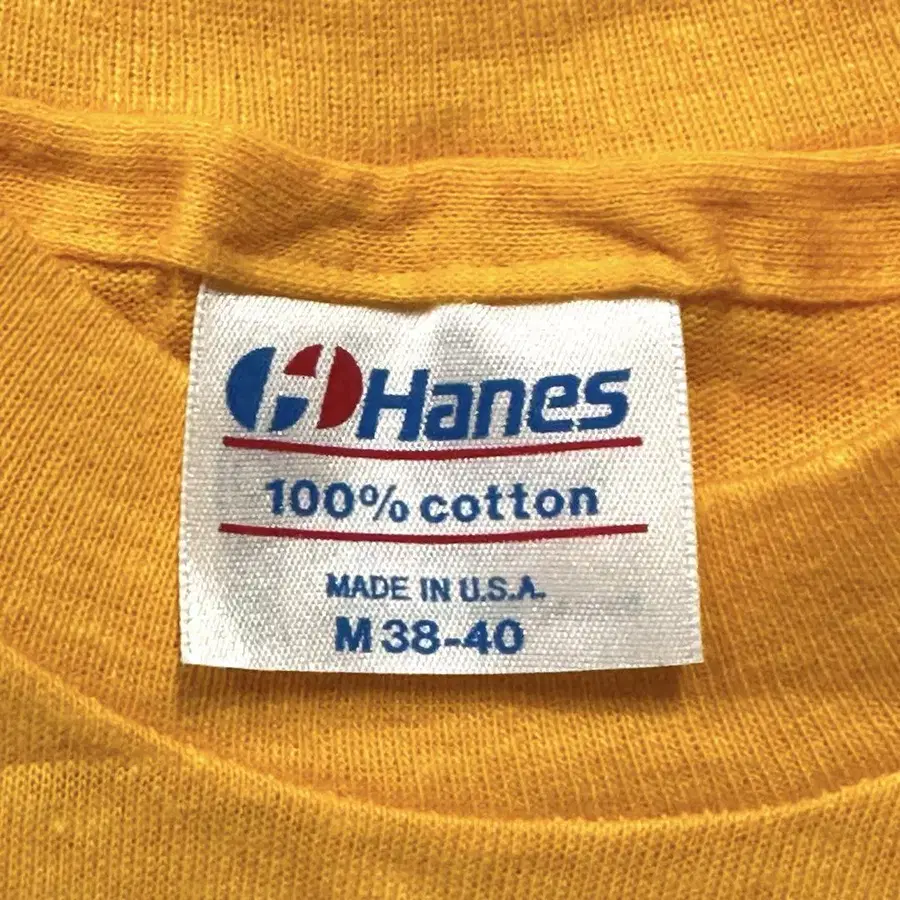 Hanes
100% cotton
MADE IN U.S.A.
M 38-40